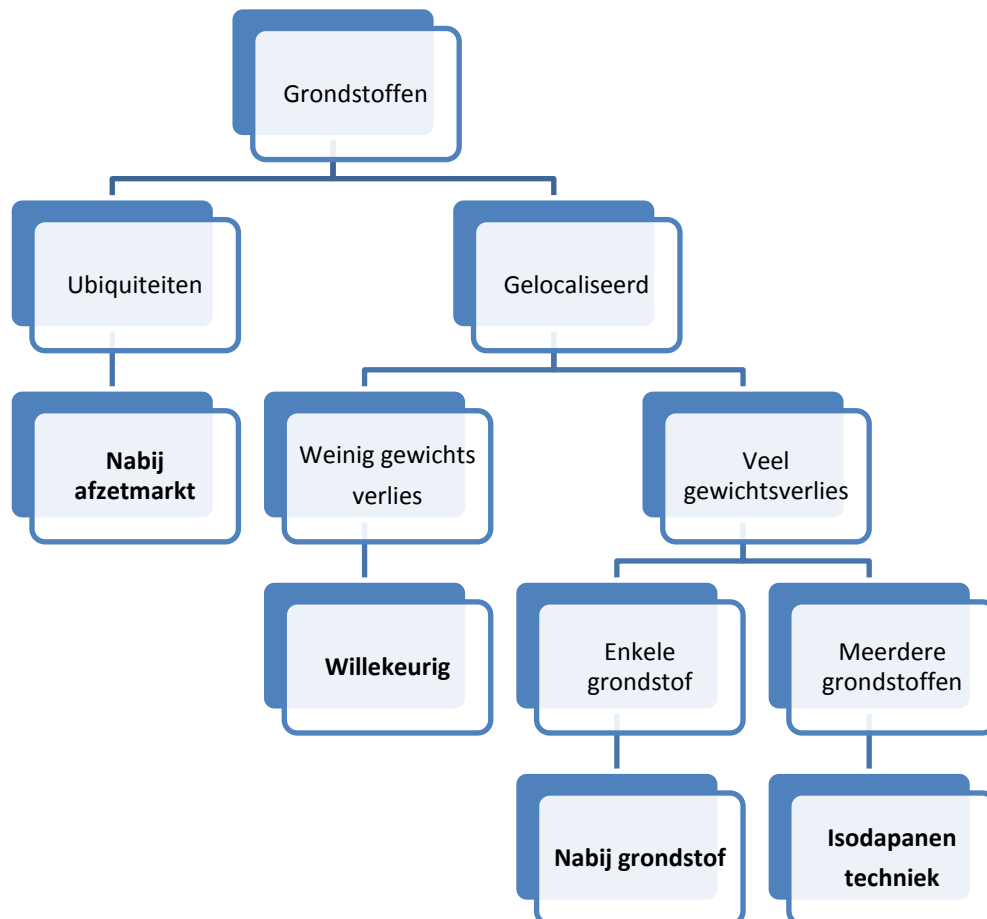 Grondstoffen
Ubiquiteiten
Gelocaliseerd
Nabij
afzetmarkt
Weinig gewichts
verlies
Veel
gewichtsverlies
Willekeurig
Enkele
grondstof
Meerdere
grondstoffen
Nabij grondstof
Isodapanen
techniek